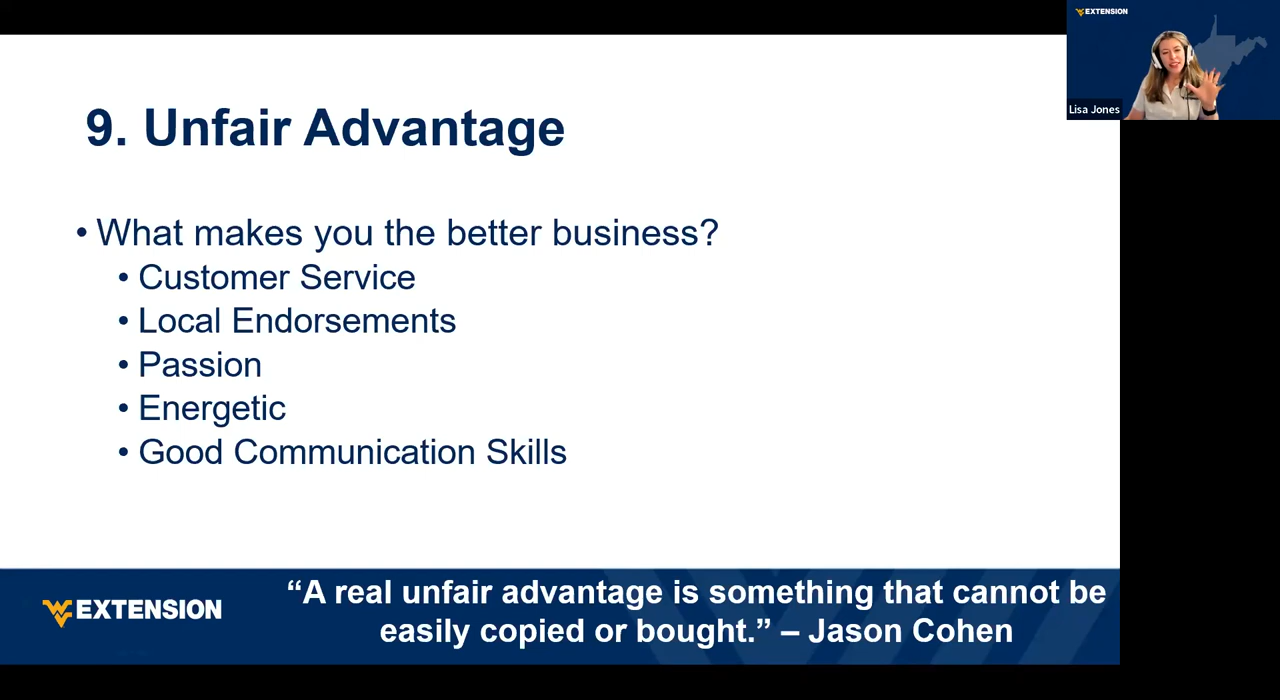 EXTENSION
Lisa Jones
9. Unfair Advantage
• What makes you the better business?
• Customer Service
• Local Endorsements
• Passion
• Energetic
• Good Communication Skills
EXTENSION
“A real unfair advantage is something that cannot be
easily copied or bought.” – Jason Cohen